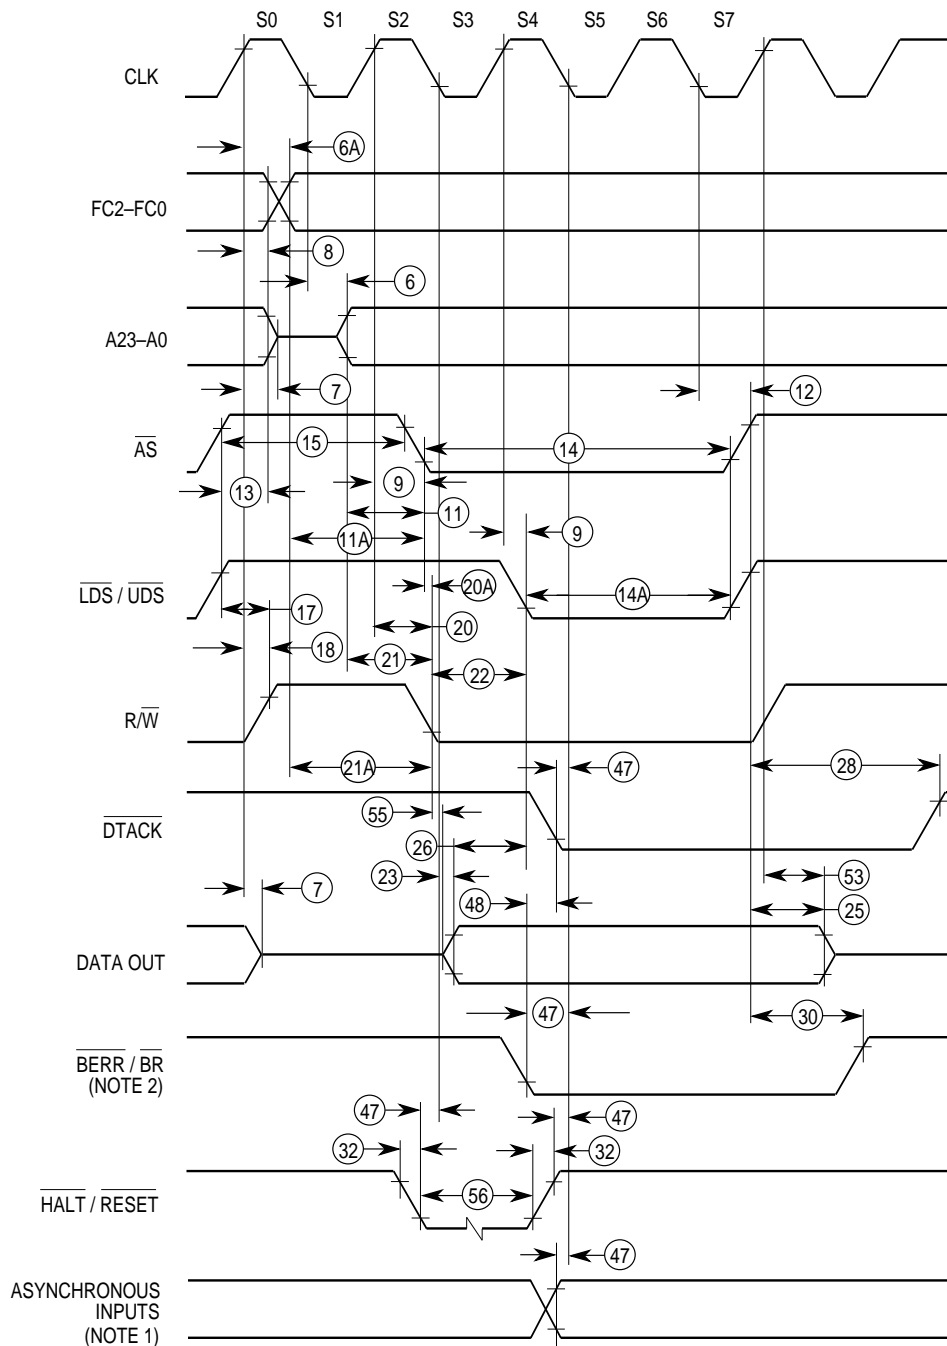 S0 S1 S2 S3 S4 S5 S6 S7
CLK
6A
FC2–FC0
8
6
A23–A0
7
12
AS
15
14
13
9
11
9
11A
LDS / UDS
20A
14A
17
20
18
21
22
R/W
21A
47
28
55
DTACK
26
23
53
7
48
25
DATA OUT
47
30
BERR / BR
(NOTE 2)
47
47
32
32
HALT / RESET
56
47
ASYNCHRONOUS
INPUTS
(NOTE 1)